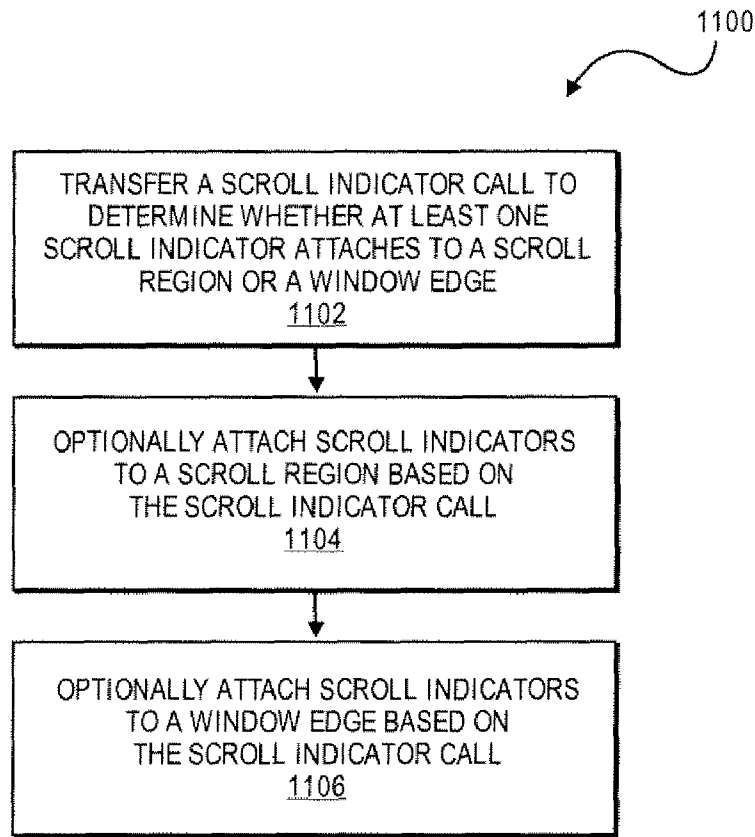 1100
TRANSFER A SCROLL INDICATOR CALL TO
DETERMINE WHETHER AT LEAST ONE
SCROLL INDICATOR ATTACHES TO A SCROLL
REGION OR A WINDOW EDGE
1102
OPTIONALLY ATTACH SCROLL INDICATORS
TO A SCROLL REGION BASED ON
THE SCROLL INDICATOR CALL
1104
OPTIONALLY ATTACH SCROLL INDICATORS
TO A WINDOW EDGE BASED ON
THE SCROLL INDICATOR CALL
1106